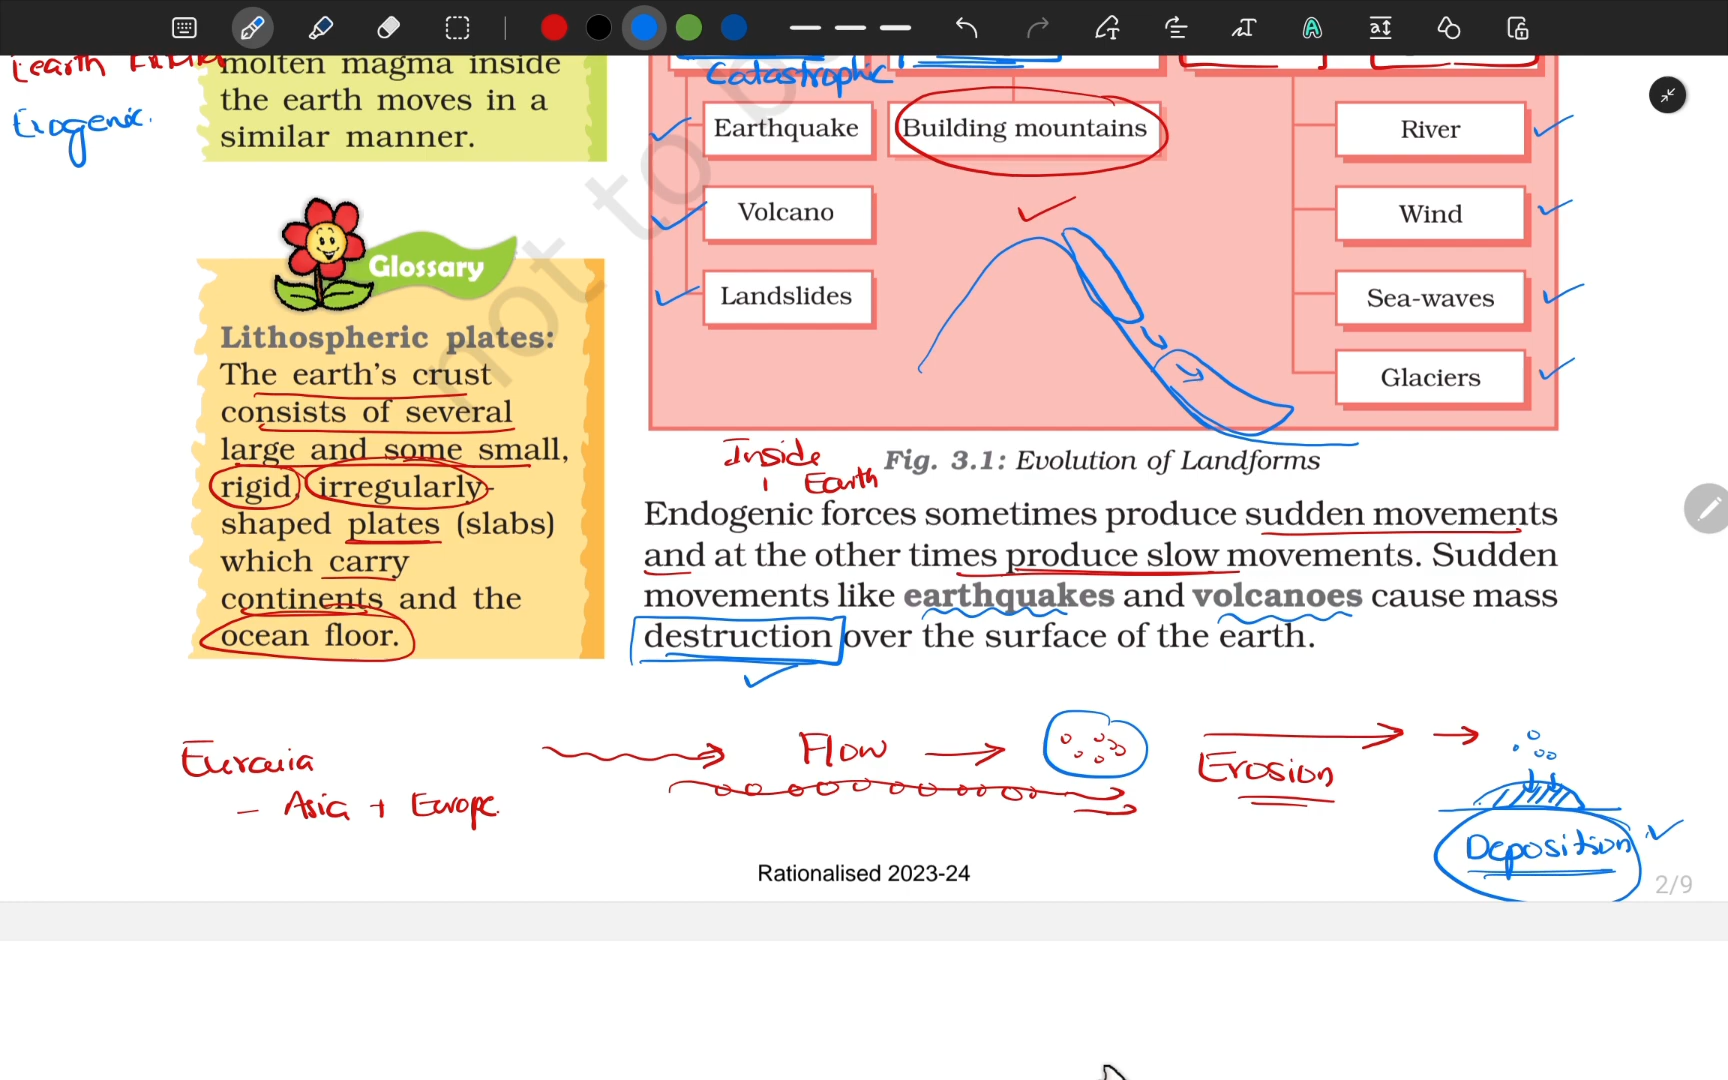 molten magma inside
the earth moves in a
similar manner.
Exogenic.
Glossary
Lithospheric plates:
The earth's crust
consists of several
large and some small,
rigid, irregularly-
shaped plates (slabs)
which carry
continents and the
ocean floor.
Catastrophic
Earthquake
Volcano
Landslides
Building mountains
River
Wind
Sea-waves
Glaciers
not to be
Inside
Earth
Fig. 3.1: Evolution of Landforms
Endogenic forces sometimes produce sudden movements
and at the other times produce slow movements. Sudden
movements like earthquakes and volcanoes cause mass
destruction over the surface of the earth.
Flow
Erosion
- Asia + Europe.
Deposition
Rationalised 2023-24
2/9